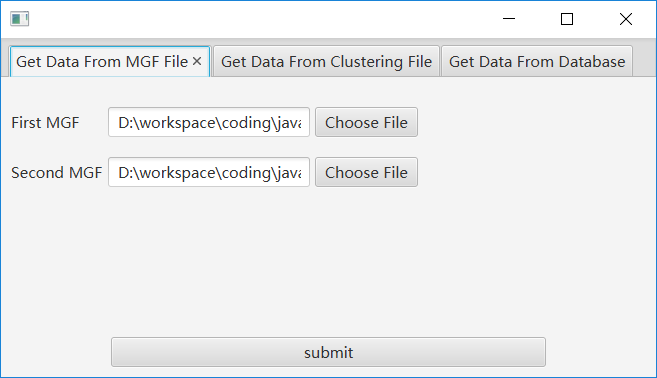 Get Data From MGF File × Get Data From Clustering File Get Data From Database
First MGF D:\workspace\coding\java Choose File
Second MGF D:\workspace\coding\java Choose File
submit